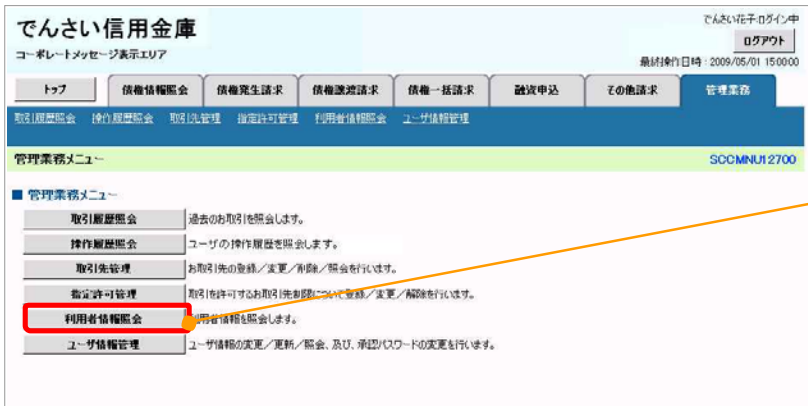 でんさい信用金庫
コーポレートメッセージ表示エリア
でんさい花子:ログイン中
ログアウト
最終操作日時:2009/05/01 15:00:00
トップ 債権情報照会 債権発生請求 債権譲渡請求 債権一括請求 融資申込 その他請求 管理業務
取引履歴照会 操作履歴照会 取引先管理 指定許可管理 利用者情報照会 ユーザ情報管理
管理業務メニュー SCCMNU12700
■ 管理業務メニュー
取引履歴照会 過去のお取引を照会します。
操作履歴照会 ユーザの操作履歴を照会します。
取引先管理 お取引先の登録/変更/削除/照会を行います。
指定許可管理 取引を許可するお取引先制限について登録/変更/解除を行います。
利用者情報照会 利用者情報を照会します。
ユーザ情報管理 ユーザ情報の変更/更新/照会、及び、承認パスワードの変更を行います。